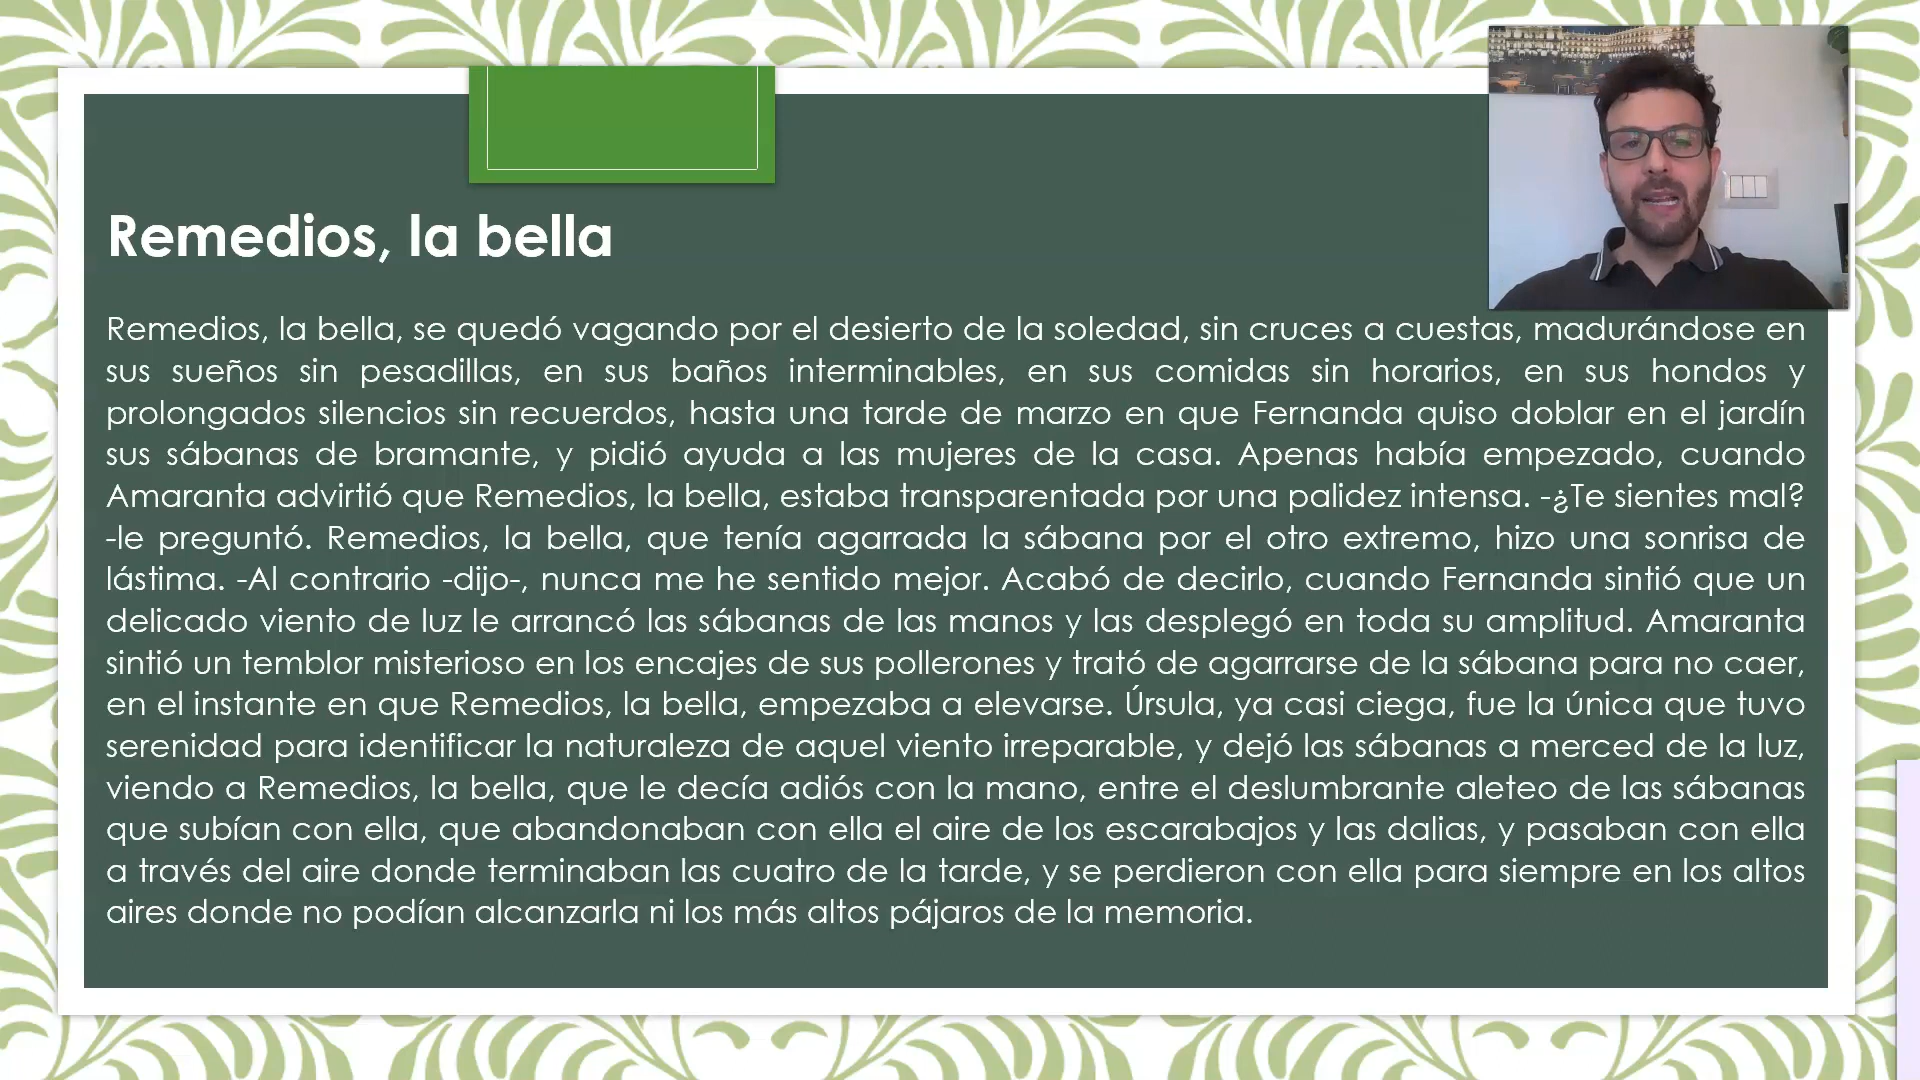 Remedios, la bella
Remedios, la bella, se quedó vagando por el desierto de la soledad, sin cruces a cuestas, madurándose en
sus sueños sin pesadillas, en sus baños interminables, en sus comidas sin horarios, en sus hondos y
prolongados silencios sin recuerdos, hasta una tarde de marzo en que Fernanda quiso doblar en el jardín
sus sábanas de bramante, y pidió ayuda a las mujeres de la casa. Apenas había empezado, cuando
Amaranta advirtió que Remedios, la bella, estaba transparentada por una palidez intensa. -¿Te sientes mal?
-le preguntó. Remedios, la bella, que tenía agarrada la sábana por el otro extremo, hizo una sonrisa de
lástima. -Al contrario -dijo-, nunca me he sentido mejor. Acabó de decirlo, cuando Fernanda sintió que un
delicado viento de luz le arrancó las sábanas de las manos y las desplegó en toda su amplitud. Amaranta
sintió un temblor misterioso en los encajes de sus pollerones y trató de agarrarse de la sábana para no caer,
en el instante en que Remedios, la bella, empezaba a elevarse. Úrsula, ya casi ciega, fue la única que tuvo
serenidad para identificar la naturaleza de aquel viento irreparable, y dejó las sábanas a merced de la luz,
viendo a Remedios, la bella, que le decía adiós con la mano, entre el deslumbrante aleteo de las sábanas
que subían con ella, que abandonaban con ella el aire de los escarabajos y las dalias, y pasaban con ella
a través del aire donde terminaban las cuatro de la tarde, y se perdieron con ella para siempre en los altos
aires donde no podían alcanzarla ni los más altos pájaros de la memoria.